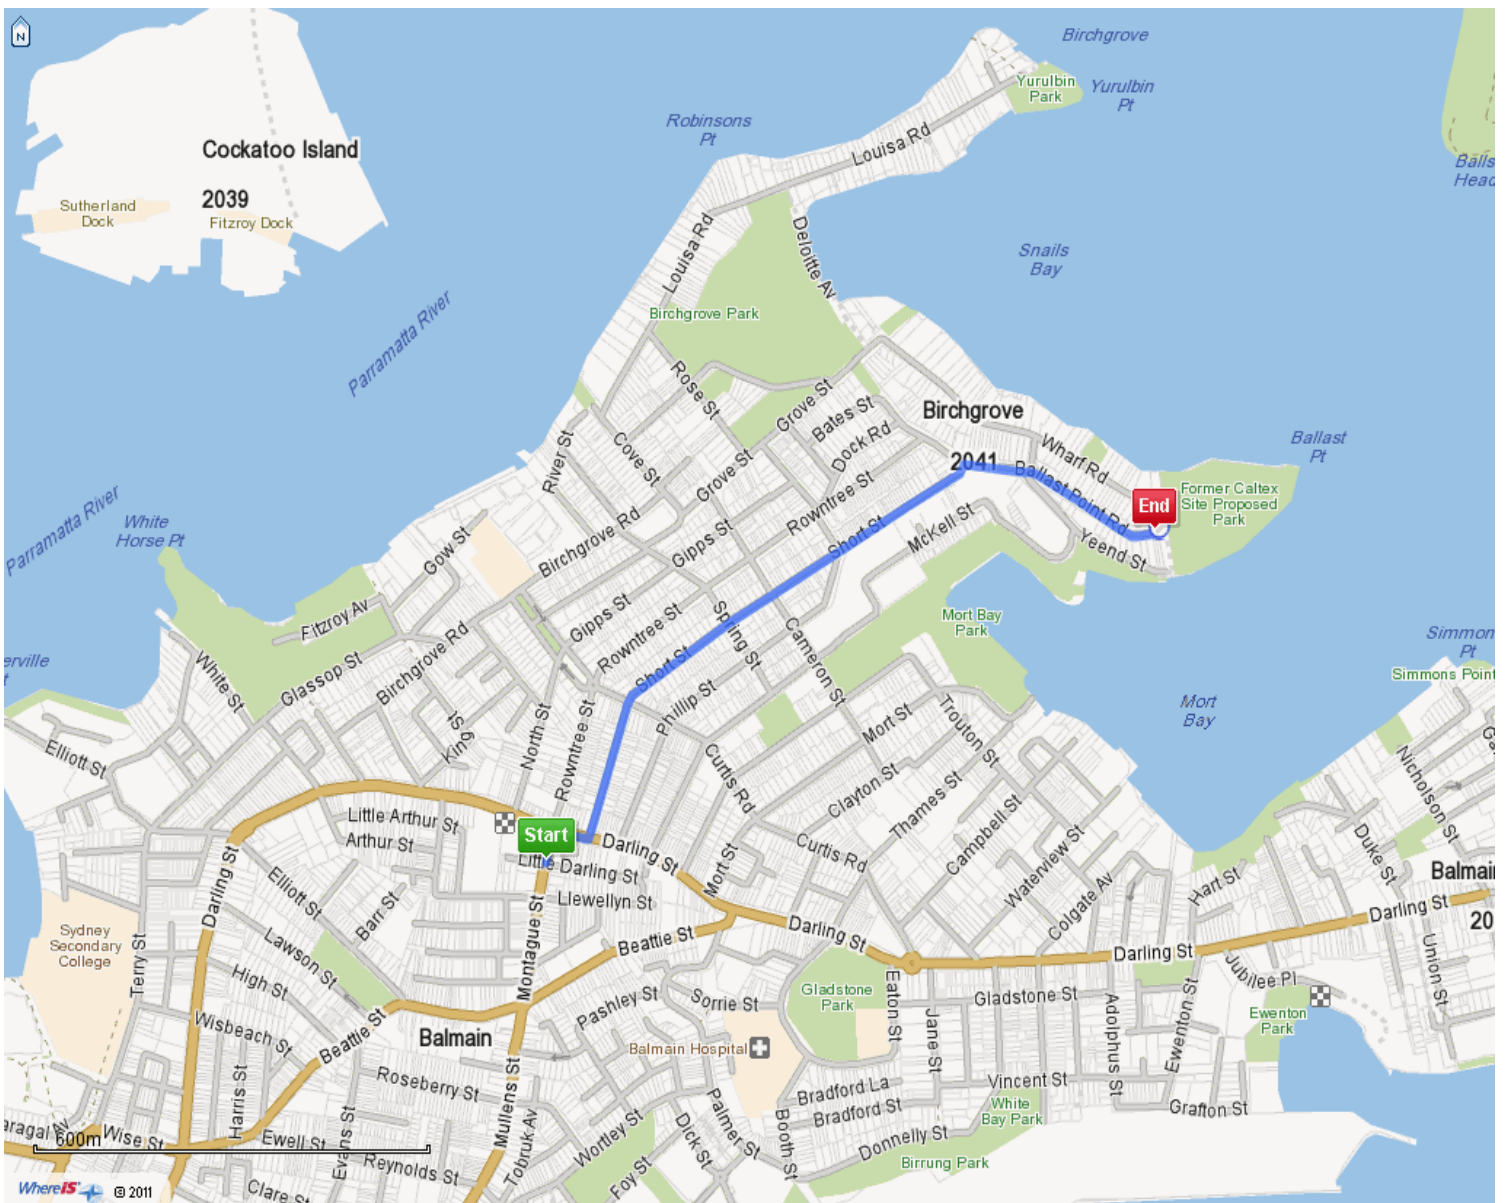 N
Birchgrove
Yurulbin
Park
Yurulbin
Pt
Robinsons
Pt
Louisa Rd
Cockatoo Island
2039
Sutherland
Dock
Fitzroy Dock
Balls
Head
Louisa Rd
Deloitte Av
Snails
Bay
Parramatta River
Birchgrove Park
Rose St
Grove St
Bates St
Dock Rd
Birchgrove
2041
Wharf Rd
Ballast Point Rd
Ballast
Pt
River St
Cove St
Grove St
Rowntree St
Short St
McKell St
End
Former Caltex
Site Proposed
Park
Yeend St
Parramatta River
White
Horse Pt
Gow St
Birchgrove Rd
Gipps St
Fitzroy Av
Gipps St
Rowntree St
Spring St
Cameron St
Mort Bay
Park
Simmon
Pt
Simmons Point
erville
t
White St
Glassop St
Birchgrove Rd
Short St
Phillip St
Mort
Bay
King St
North St
Rowntree St
Mort St
Trouton St
Elliott St
Curtis Rd
Clayton St
Thames St
Nicholson St
Little Arthur St
Arthur St
Start
Darling St
Little Darling St
Curtis Rd
Campbell St
Waterview St
Duke St
Darling St
Elliott St
Barr St
Llewellyn St
Mort St
Colgate Av
Hart St
Balmain
20
Darling St
Montague St
Beattie St
Darling St
Darling St
Union St
Sydney
Secondary
College
Terry St
Lawson St
High St
Wisbeach St
Beattie St
Balmain
Pashley St
Sorrie St
Gladstone
Park
Eaton St
Gladstone St
Jane St
Adolphus St
Ewenton St
Jubilee Pl
Ewenton
Park
Balmain Hospital
Roseberry St
Mullens St
Harris St
Bradford La
Bradford St
Vincent St
White
Bay Park
Grafton St
Palmer St
Booth St
Donnelly St
Birrung Park
aragal Av
Wise St
Ewell St
Evans St
Reynolds St
Tobruk Av
Wortley St
Dick St
Foy St
Clare St
600m
WhereiS
© 2011